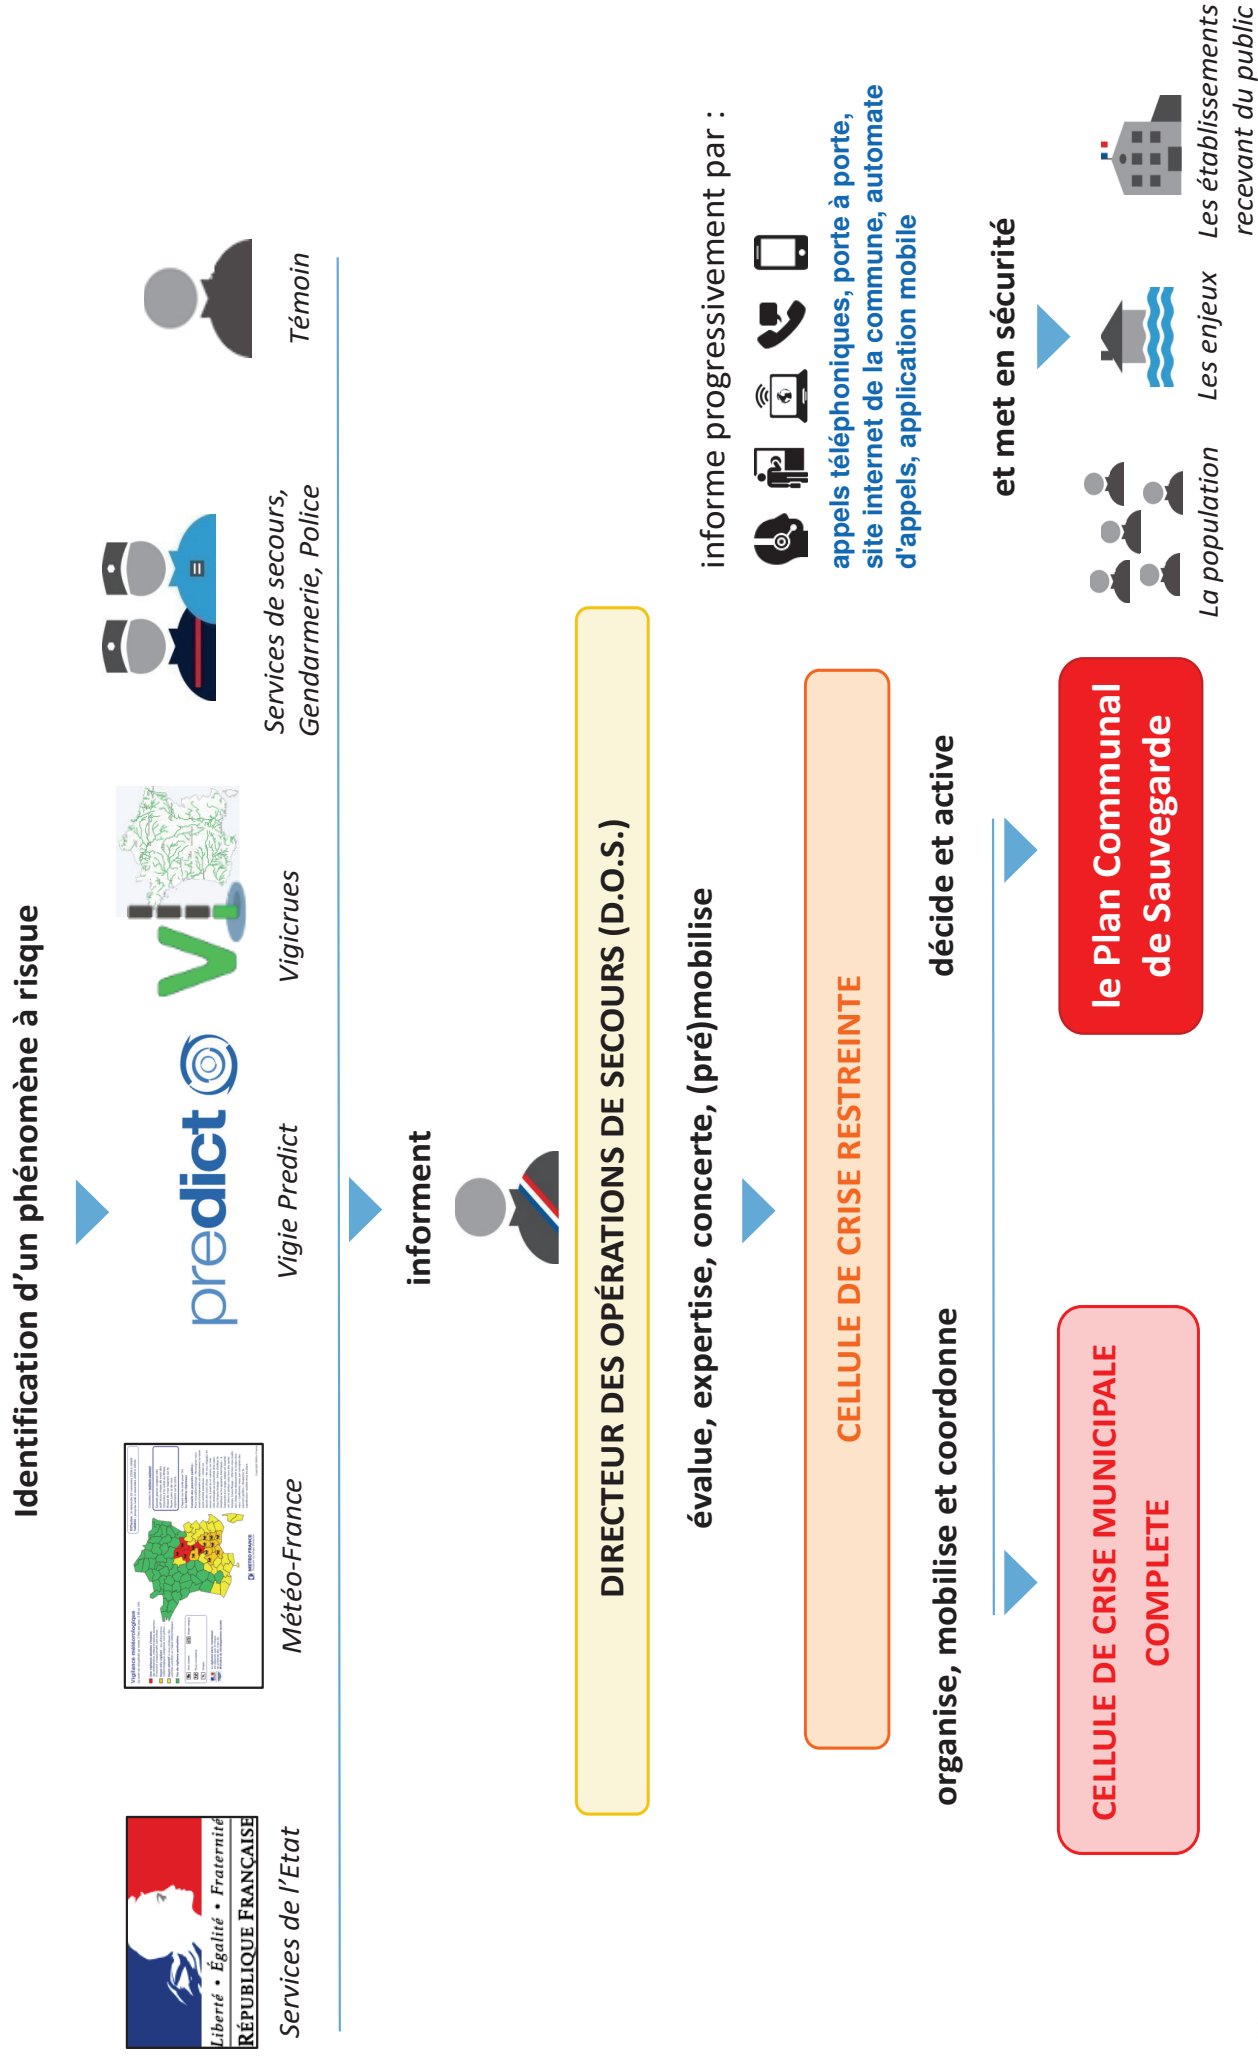 Identification d'un phénomène à risque
Liberté • Égalité • Fraternité
RÉPUBLIQUE FRANÇAISE
Services de l'Etat
Vigilance météorologique
METEO FRANCE
Météo-France
predict
Vigie Predict
Vigicrues
Services de secours,
Gendarmerie, Police
Témoin
informent
DIRECTEUR DES OPÉRATIONS DE SECOURS (D.O.S.)
évalue, expertise, concerte, (pré)mobilise
CELLULE DE CRISE RESTREINTE
organise, mobilise et coordonne
décide et active
CELLULE DE CRISE MUNICIPALE
COMPLETE
le Plan Communal
de Sauvegarde
informe progressivement par :
appels téléphoniques, porte à porte,
site internet de la commune, automate
d'appels, application mobile
et met en sécurité
La population
Les enjeux
Les établissements
recevant du public